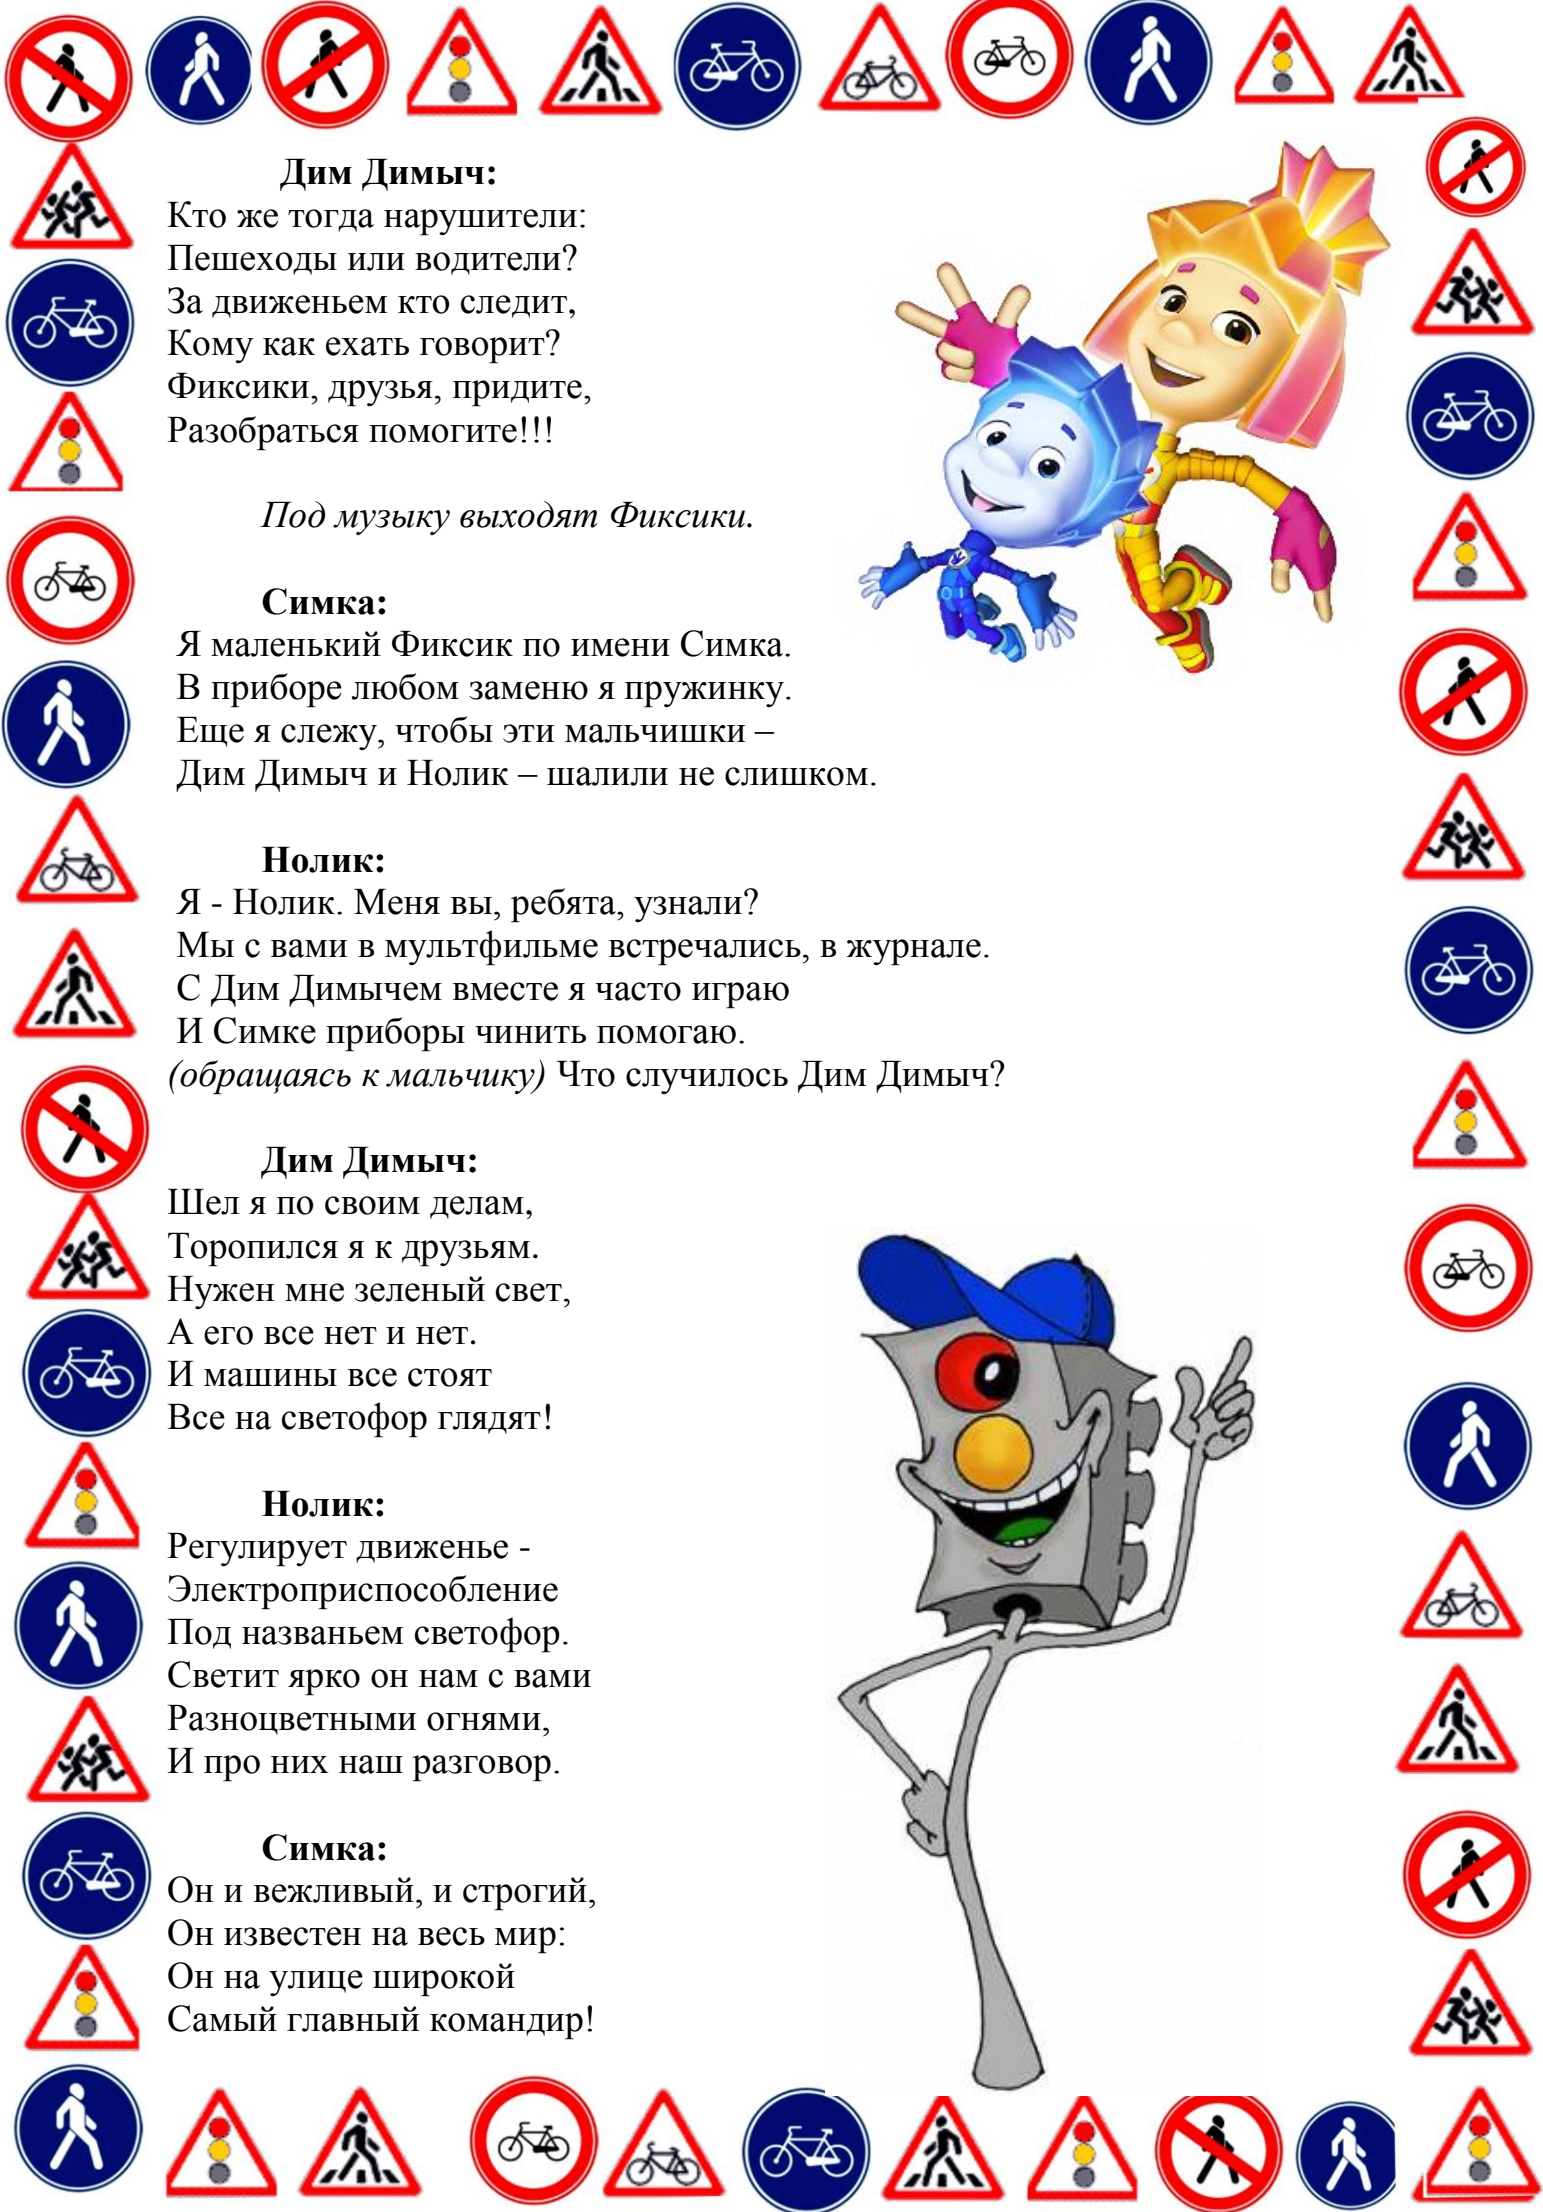 Дим Димыч:
Кто же тогда нарушители:
Пешеходы или водители?
За движеньем кто следит,
Кому как ехать говорит?
Фиксики, друзья, придите,
Разобраться помогите!!!
Под музыку выходят Фиксики.
Симка:
Я маленький Фиксик по имени Симка.
В приборе любом заменю я пружинку.
Еще я слежу, чтобы эти мальчишки –
Дим Димыч и Нолик – шалили не слишком.
Нолик:
Я - Нолик. Меня вы, ребята, узнали?
Мы с вами в мультфильме встречались, в журнале.
С Дим Димычем вместе я часто играю
И Симке приборы чинить помогаю.
(обращаясь к мальчику) Что случилось Дим Димыч?
Дим Димыч:
Шел я по своим делам,
Торопился я к друзьям.
Нужен мне зеленый свет,
А его все нет и нет.
И машины все стоят
Все на светофор глядят!
Нолик:
Регулирует движенье -
Электроприспособление
Под названьем светофор.
Светит ярко он нам с вами
Разноцветными огнями,
И про них наш разговор.
Симка:
Он и вежливый, и строгий,
Он известен на весь мир:
Он на улице широкой
Самый главный командир!